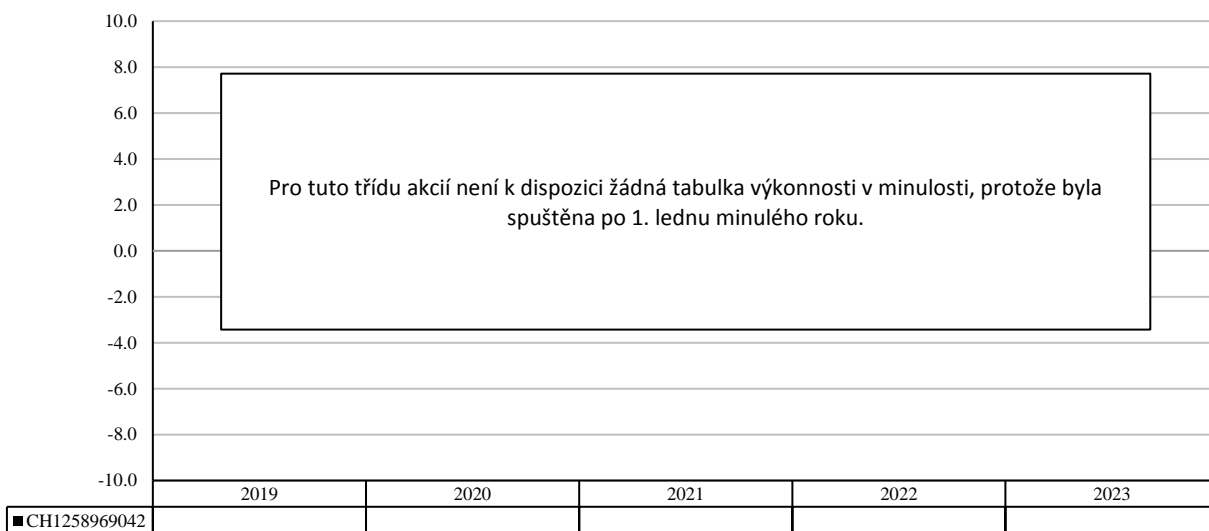 10.0
8.0
6.0
4.0
2.0
0.0
-2.0
-4.0
-6.0
-8.0
-10.0
Pro tuto třídu akcií není k dispozici žádná tabulka výkonnosti v minulosti, protože byla
spuštěna po 1. lednu minulého roku.
2019 2020 2021 2022 2023
CH1258969042